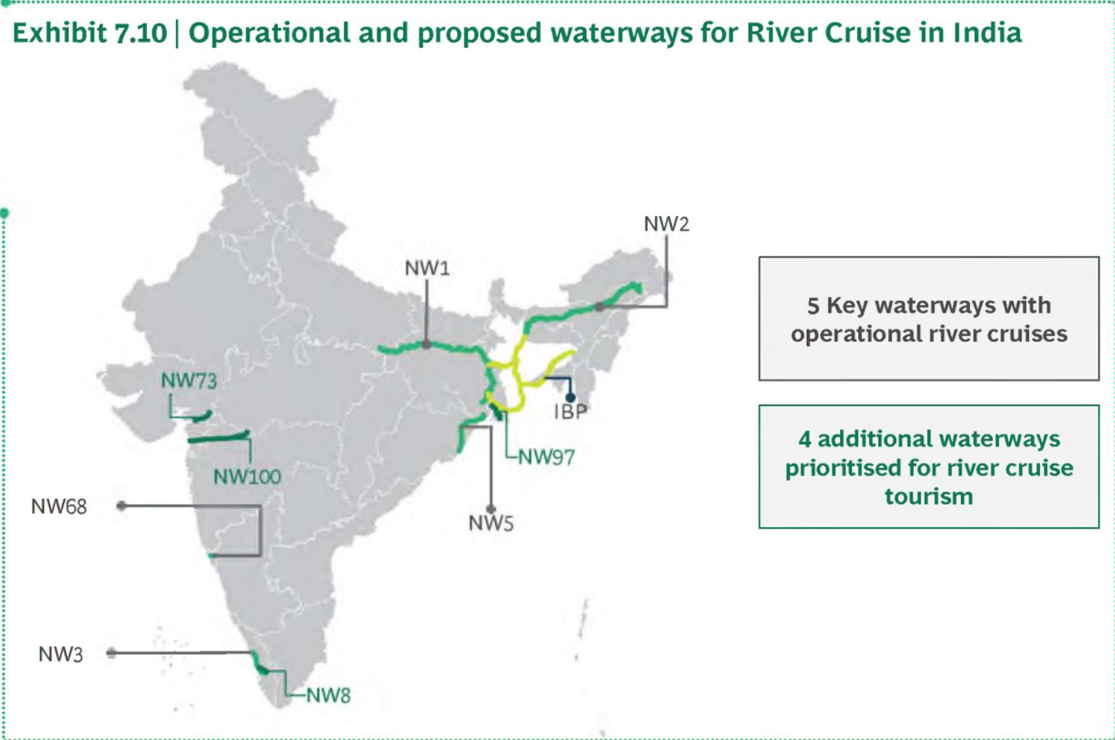 Exhibit 7.10 | Operational and proposed waterways for River Cruise in India
NW2
NW1
5 Key waterways with
operational river cruises
NW73
IBP
4 additional waterways
prioritised for river cruise
tourism
NW97
NW100
NW68
NW5
NW3
NW8